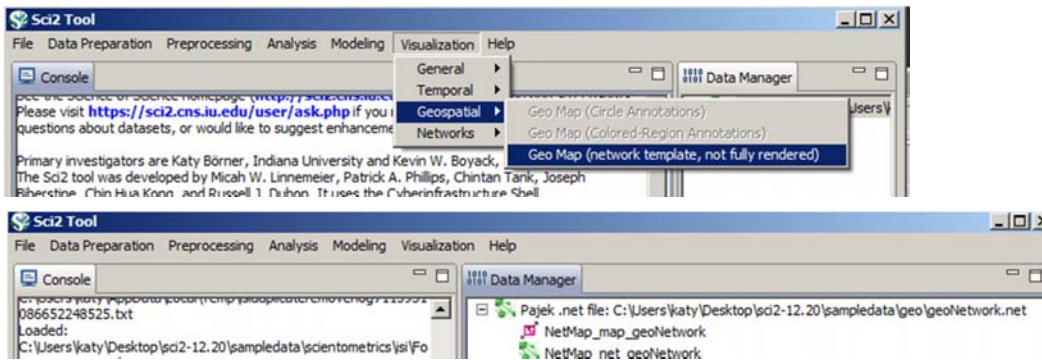 Sci2 Tool
File Data Preparation Preprocessing Analysis Modeling Visualization Help
Console
General
Temporal
Geospatial
Networks
Geo Map (Circle Annotations)
Geo Map (Colored-Region Annotations)
Geo Map (network template, not fully rendered)
Data Manager
Users\
Please visit https://sci2.cns.iu.edu/user/ask.php if you
questions about datasets, or would like to suggest enhanceme
Primary investigators are Katy Börner, Indiana University and Kevin W. Boyack,
The Sci2 tool was developed by Micah W. Linnemeier, Patrick A. Phillips, Chintan Tank, Joseph
Biberstine, Chin Hua Kong, and Russell J. Duhon. It uses the Cyberinfrastructure Shell
Sci2 Tool
File Data Preparation Preprocessing Analysis Modeling Visualization Help
Console
086652248525.txt
Loaded:
C:\Users\katy\Desktop\sci2-12.20\sampledata\scientometrics\isi\Fo
Data Manager
Pajek .net file: C:\Users\katy\Desktop\sci2-12.20\sampledata\geo\geoNetwork.net
NetMap_map_geoNetwork
NetMap_net_geoNetwork